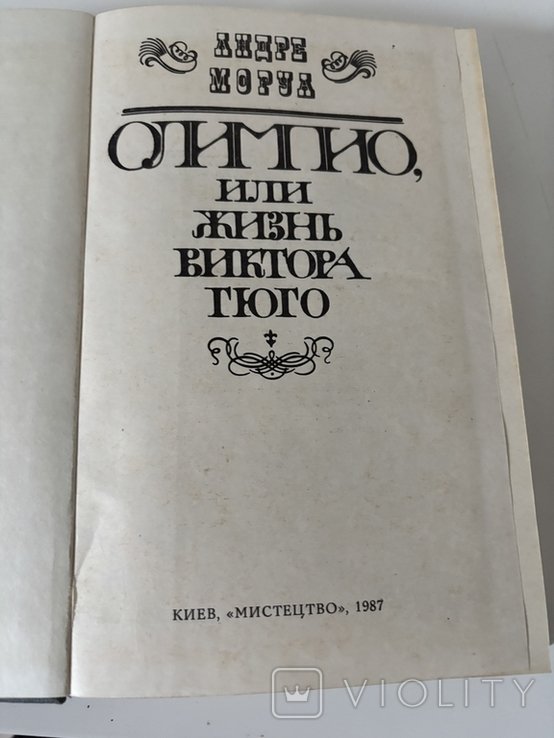 АНДРЕ
МОРУА
ОЛИМПИО,
ИЛИ
ЖИЗНЬ
ВИКТОРА
ГЮГО
КИЕВ, «МИСТЕЦТВО», 1987
VIOLITY